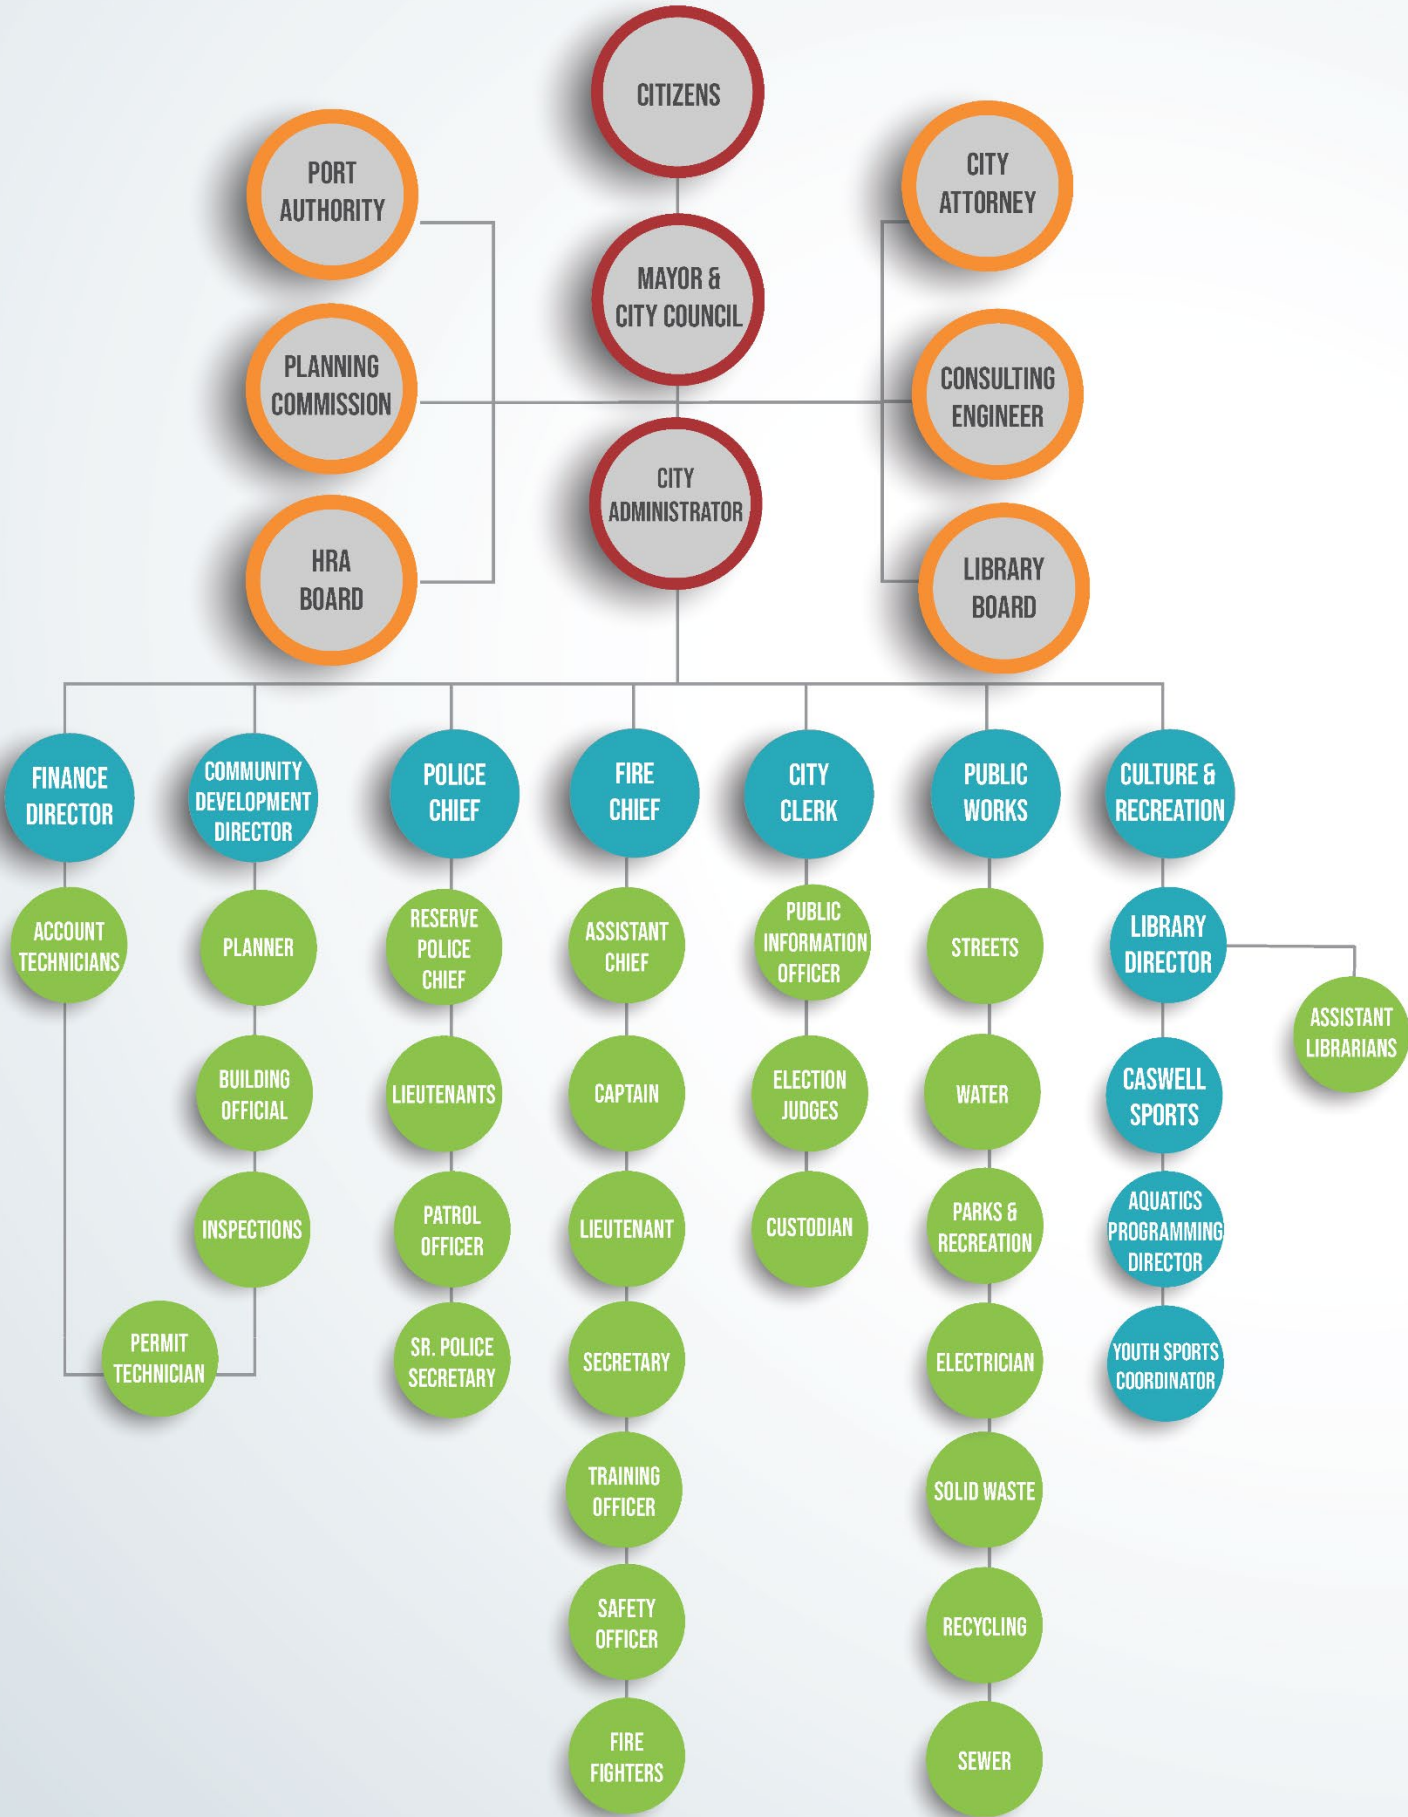 CITIZENS
PORT
AUTHORITY
CITY
ATTORNEY
MAYOR &
CITY COUNCIL
PLANNING
COMMISSION
CONSULTING
ENGINEER
CITY
ADMINISTRATOR
HRA
BOARD
LIBRARY
BOARD
FINANCE
DIRECTOR
COMMUNITY
DEVELOPMENT
DIRECTOR
POLICE
CHIEF
FIRE
CHIEF
CITY
CLERK
PUBLIC
WORKS
CULTURE &
RECREATION
ACCOUNT
TECHNICIANS
PLANNER
RESERVE
POLICE
CHIEF
ASSISTANT
CHIEF
PUBLIC
INFORMATION
OFFICER
STREETS
LIBRARY
DIRECTOR
ASSISTANT
LIBRARIANS
BUILDING
OFFICIAL
LIEUTENANTS
CAPTAIN
ELECTION
JUDGES
WATER
CASWELL
SPORTS
INSPECTIONS
PATROL
OFFICER
LIEUTENANT
CUSTODIAN
PARKS &
RECREATION
AQUATICS
PROGRAMMING
DIRECTOR
PERMIT
TECHNICIAN
SR. POLICE
SECRETARY
SECRETARY
ELECTRICIAN
YOUTH SPORTS
COORDINATOR
TRAINING
OFFICER
SOLID WASTE
SAFETY
OFFICER
RECYCLING
FIRE
FIGHTERS
SEWER